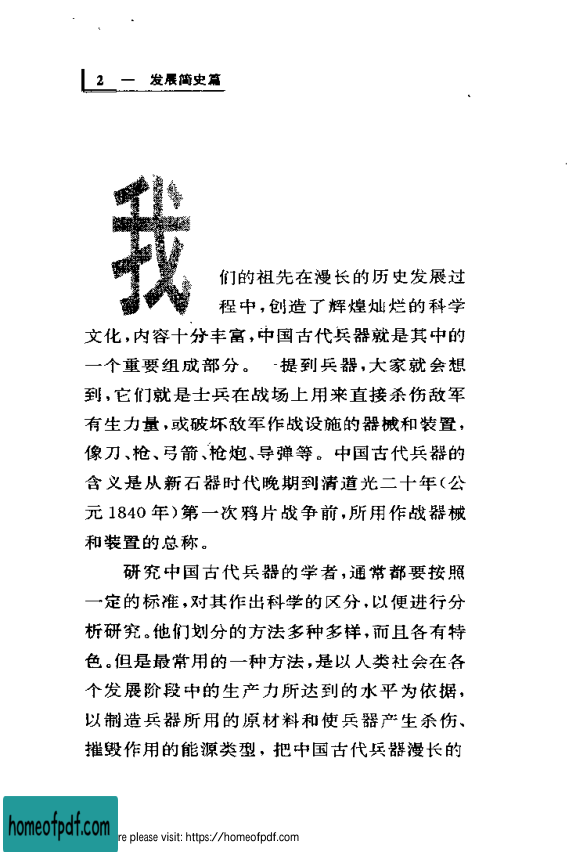 2 — 发展简史篇
我
们的祖先在漫长的历史发展过
程中,创造了辉煌灿烂的科学
文化,内容十分丰富,中国古代兵器就是其中的
一个重要组成部分。一提到兵器,大家就会想
到,它们就是士兵在战场上用来直接杀伤敌军
有生力量,或破坏敌军作战设施的器械和装置,
像刀、枪、弓箭、枪炮、导弹等。中国古代兵器的
含义是从新石器时代晚期到清道光二十年(公
元1840年)第一次鸦片战争前,所用作战器械
和装置的总称。
研究中国古代兵器的学者,通常都要按照
一定的标准,对其作出科学的区分,以便进行分
析研究。他们划分的方法多种多样,而且各有特
色。但是最常用的一种方法,是以人类社会在各
个发展阶段中的生产力所达到的水平为依据,
以制造兵器所用的原材料和使兵器产生杀伤、
摧毁作用的能源类型,把中国古代兵器漫长的
homeofpdf.com
re please visit: https://homeofpdf.com